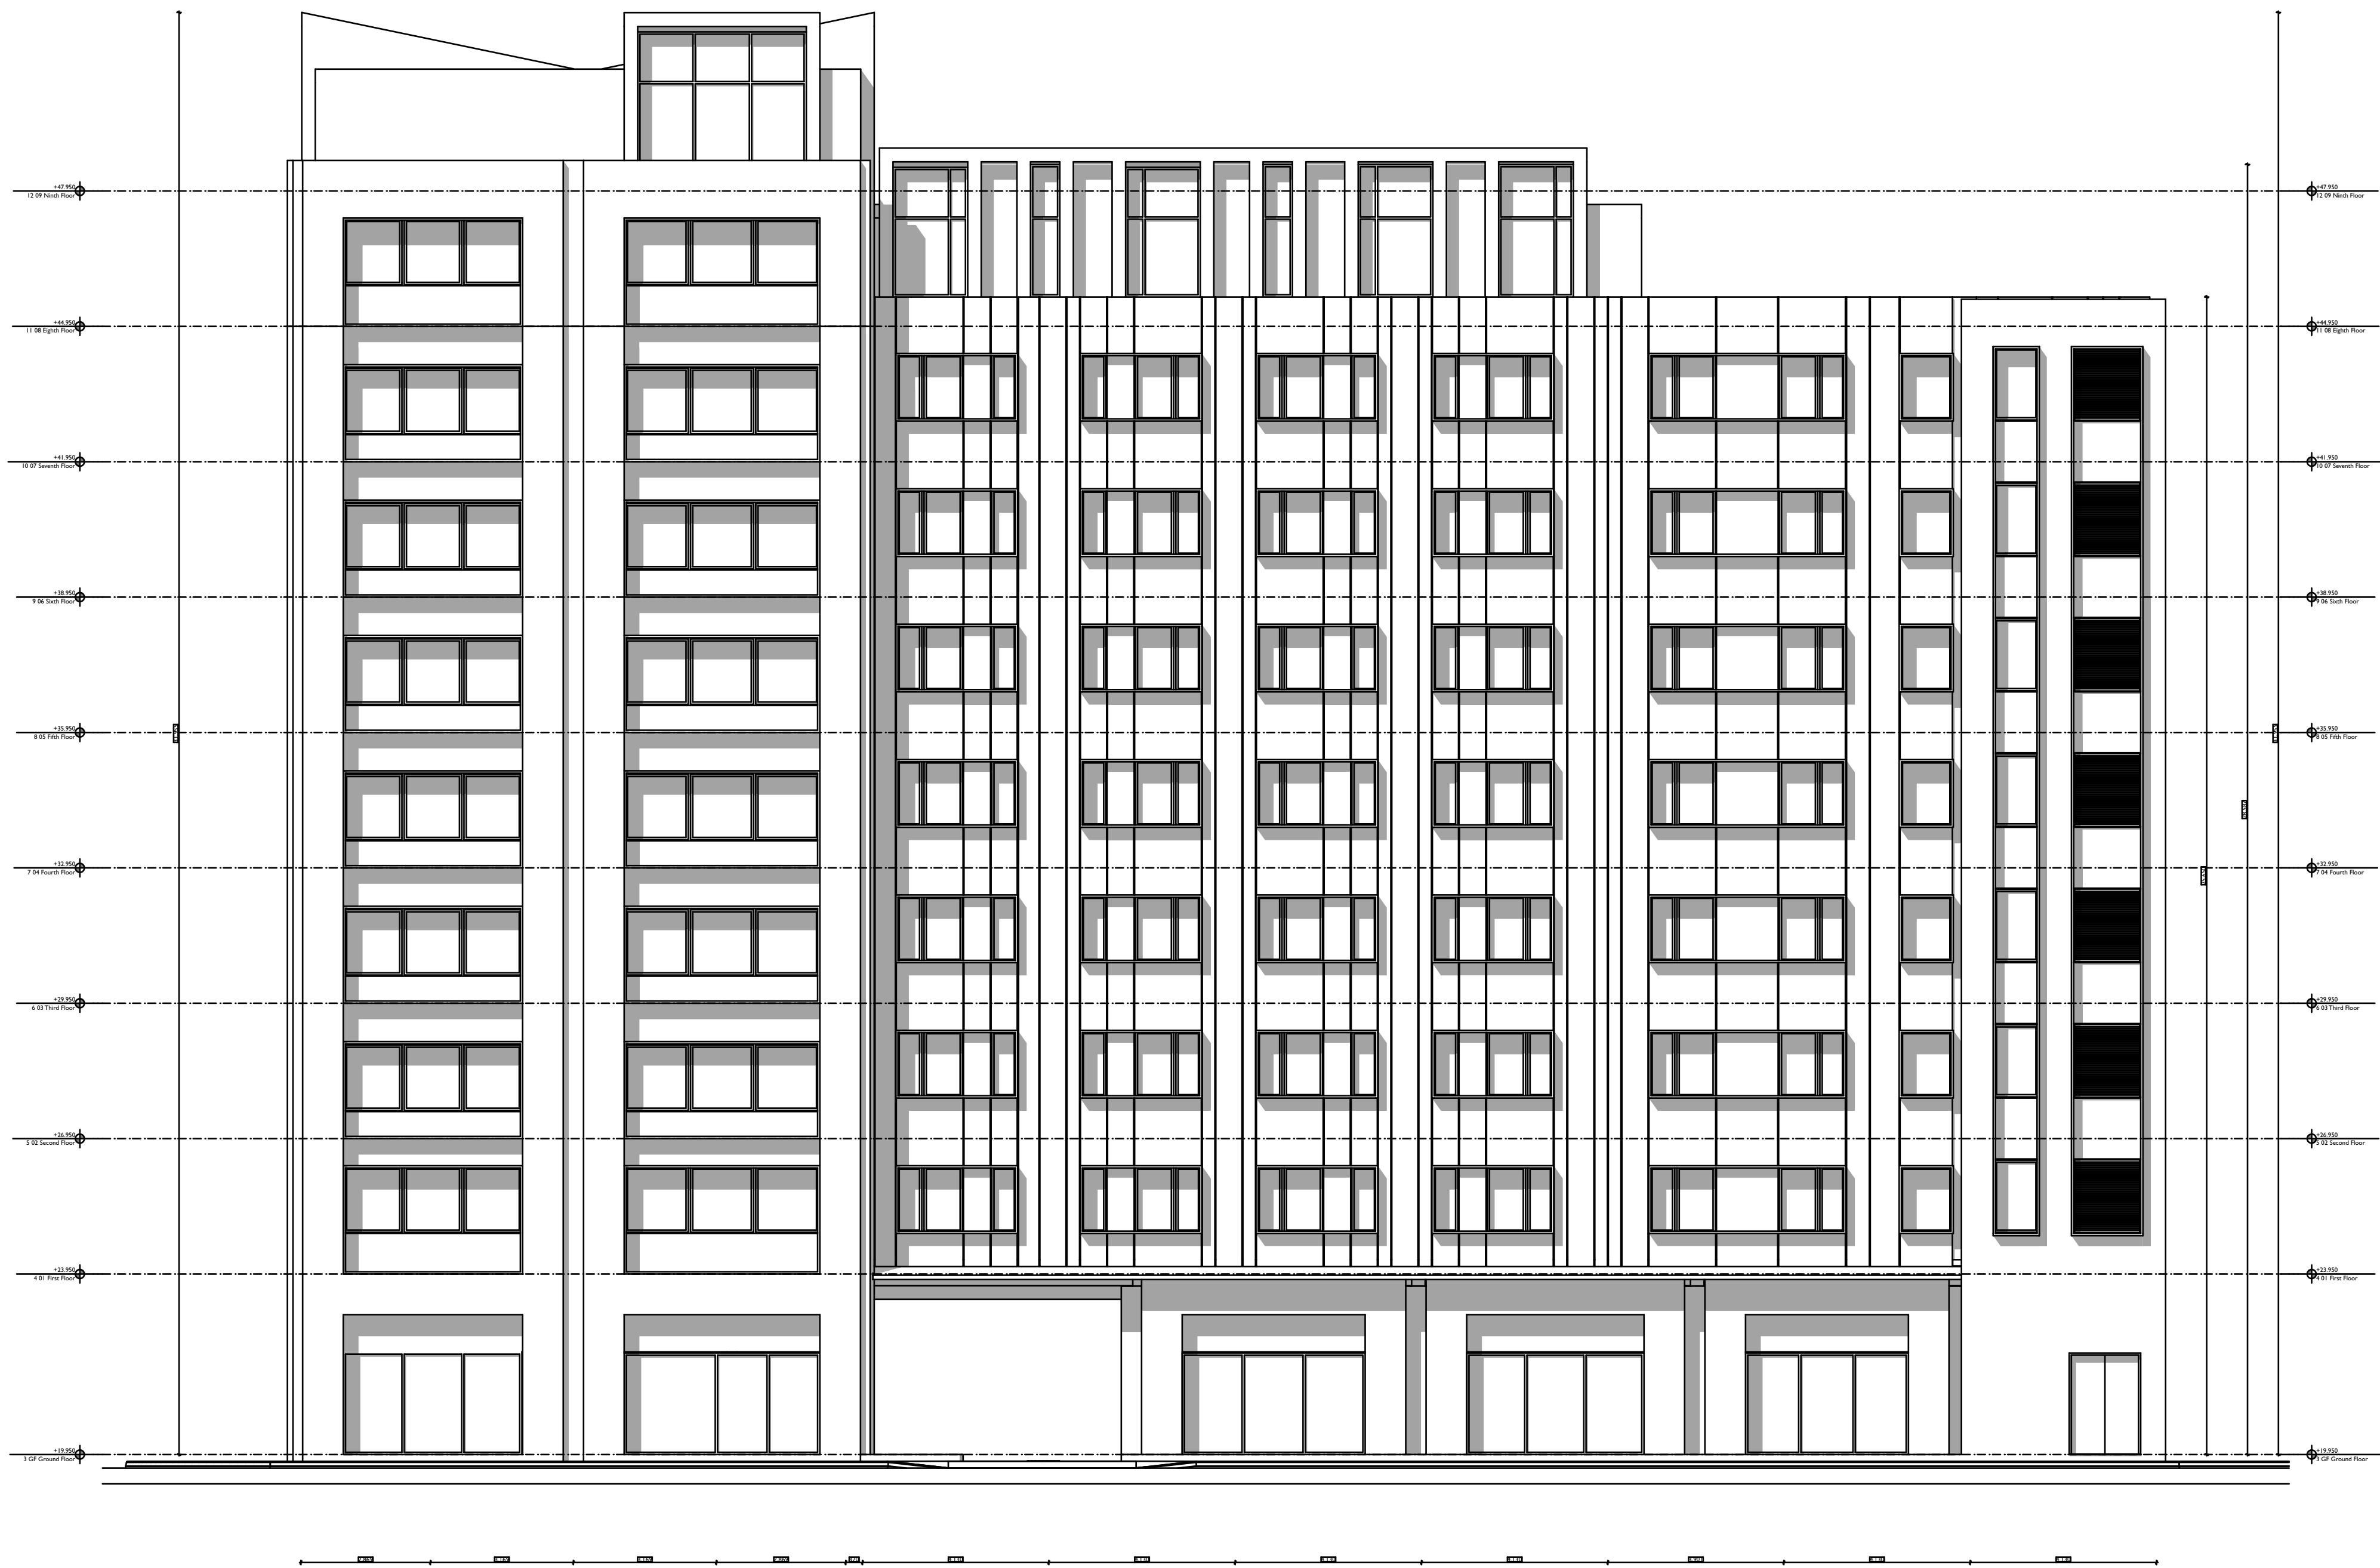 +47.950
12 09 Ninth Floor
+47.950
12 09 Ninth Floor
+44.950
11 08 Eighth Floor
+44.950
11 08 Eighth Floor
+41.950
10 07 Seventh Floor
+41.950
10 07 Seventh Floor
+38.950
9 06 Sixth Floor
+38.950
9 06 Sixth Floor
+35.950
8 05 Fifth Floor
+35.950
8 05 Fifth Floor
+32.950
7 04 Fourth Floor
+32.950
7 04 Fourth Floor
+29.950
6 03 Third Floor
+29.950
6 03 Third Floor
+26.950
5 02 Second Floor
+26.950
5 02 Second Floor
+23.950
4 01 First Floor
+23.950
4 01 First Floor
+19.950
3 GF Ground Floor
+19.950
3 GF Ground Floor